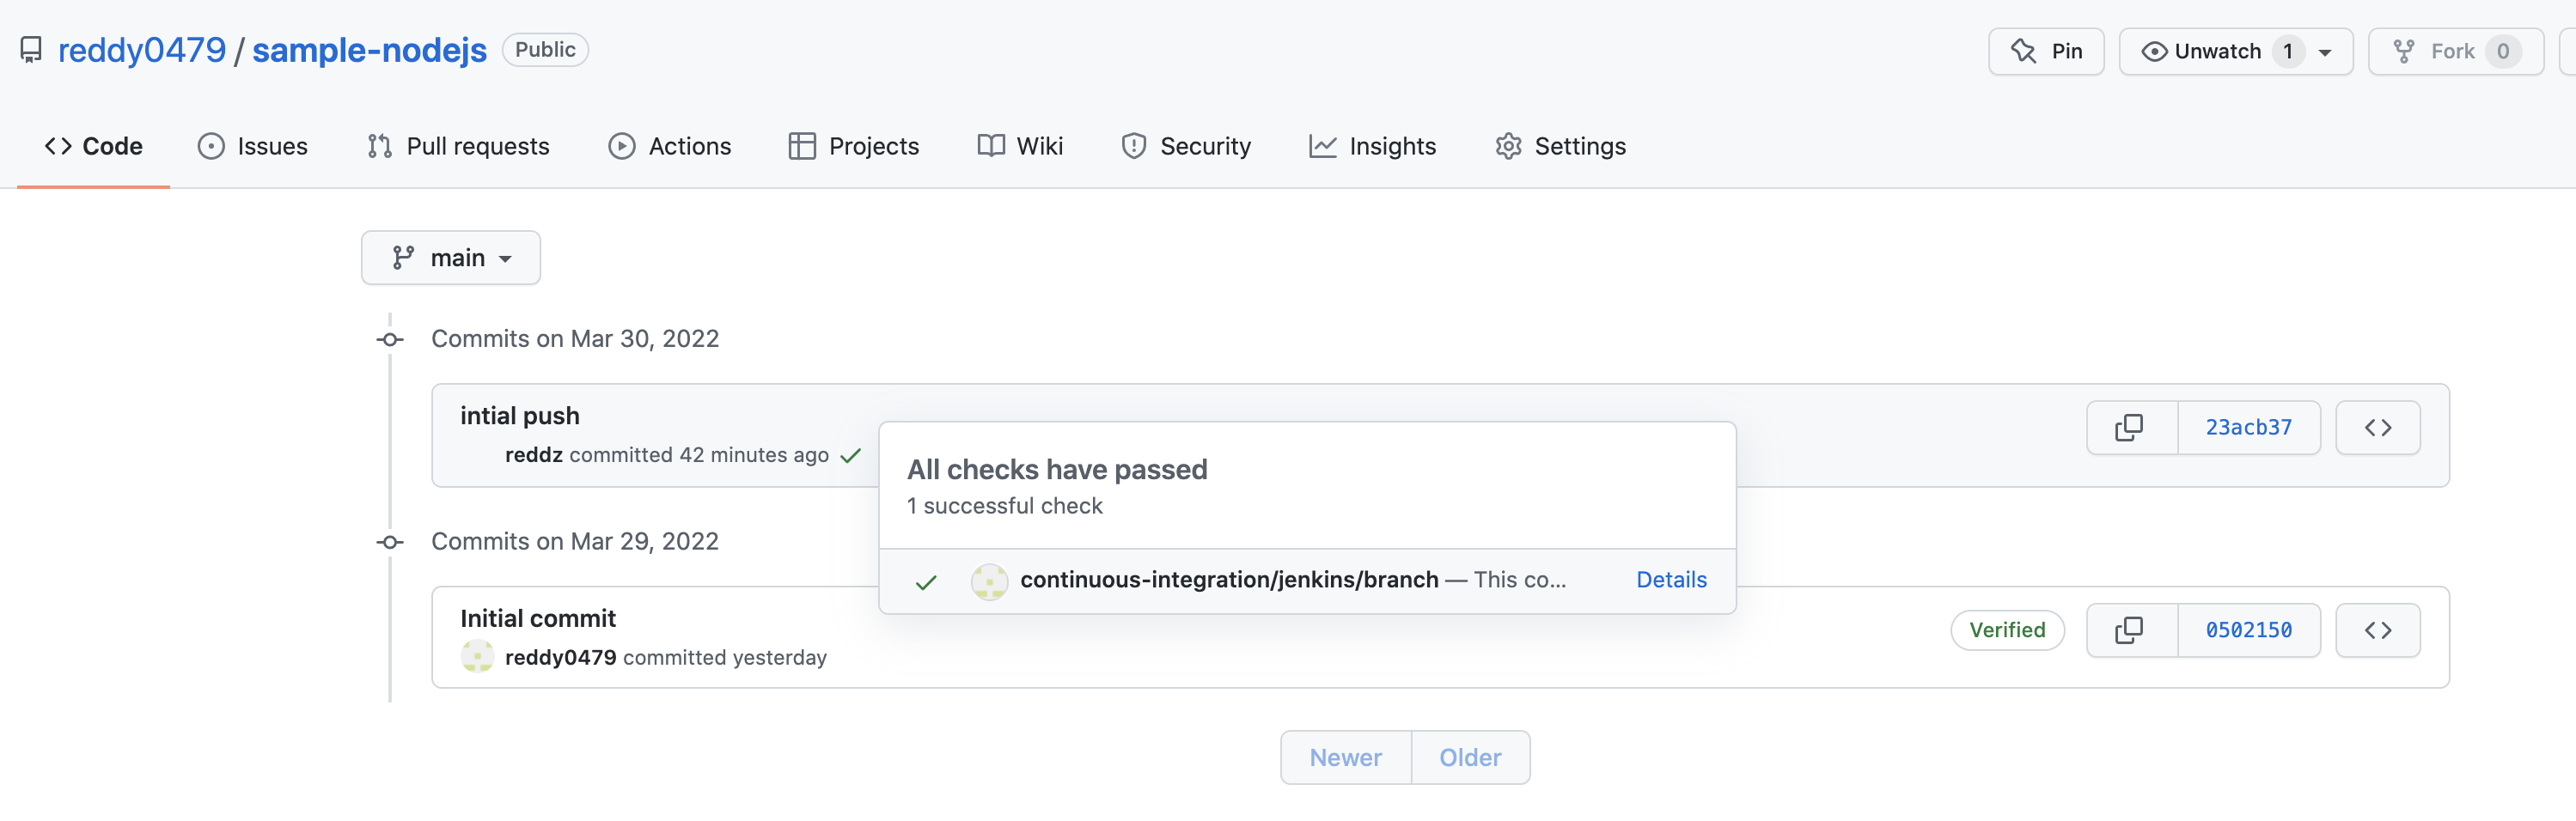 reddy0479 / sample-nodejs Public Pin Unwatch 1 Fork 0
Code Issues Pull requests Actions Projects Wiki Security Insights Settings
main
Commits on Mar 30, 2022
intial push
reddz committed 42 minutes ago
23acb37
All checks have passed
1 successful check
continuous-integration/jenkins/branch — This co... Details
Commits on Mar 29, 2022
Initial commit
reddy0479 committed yesterday
Verified 0502150
Newer Older